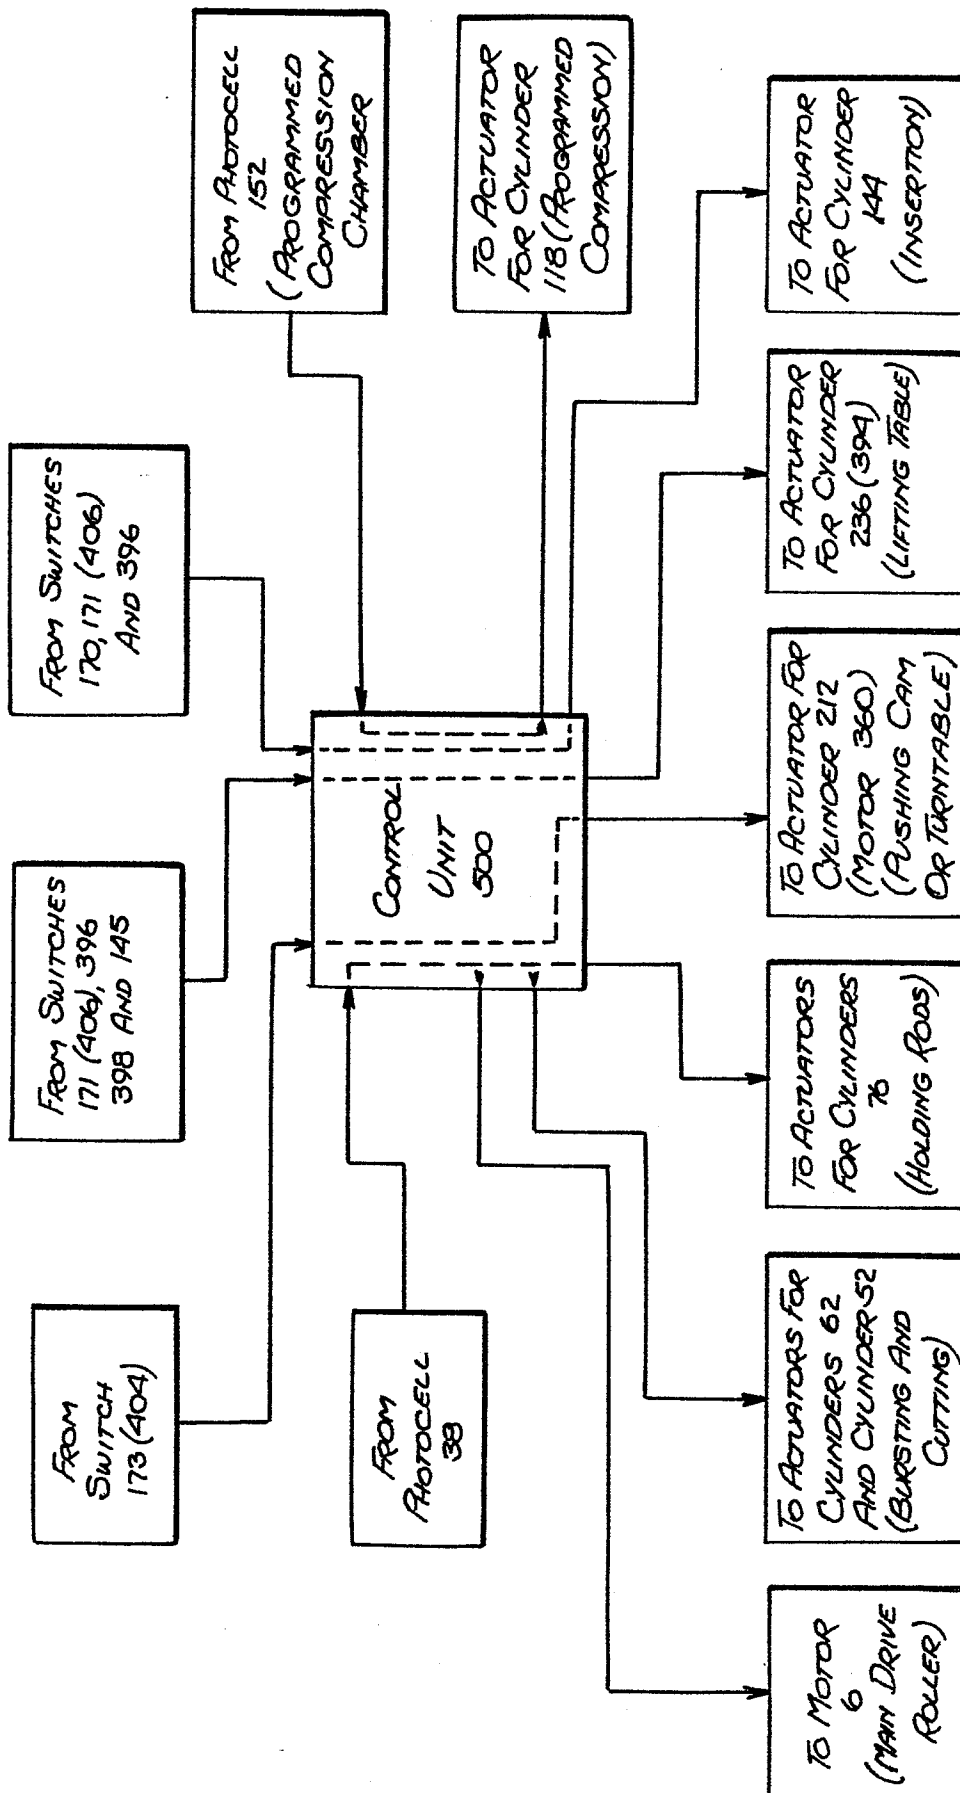 FROM
SWITCH
173 (404)
FROM SWITCHES
171 (406), 396
398 AND 145
FROM SWITCHES
170, 171 (406)
AND 396
FROM PHOTOCELL
152
(PROGRAMMED
COMPRESSION
CHAMBER
FROM
PHOTOCELL
38
CONTROL
UNIT
500
TO ACTUATOR
FOR CYLINDER
118 (PROGRAMMED
COMPRESSION)
TO MOTOR
6
(MAIN DRIVE
ROLLER)
TO ACTUATORS FOR
CYLINDERS 62
AND CYLINDER 52
(BURSTING AND
CUTTING)
TO ACTUATORS
FOR CYLINDERS
76
(HOLDING RODS)
TO ACTUATOR FOR
CYLINDER 212
(MOTOR 360)
(PUSHING CAM
OR TURNTABLE)
TO ACTUATOR
FOR CYLINDER
236 (394)
(LIFTING TABLE)
TO ACTUATOR
FOR CYLINDER
144
(INSERTION)